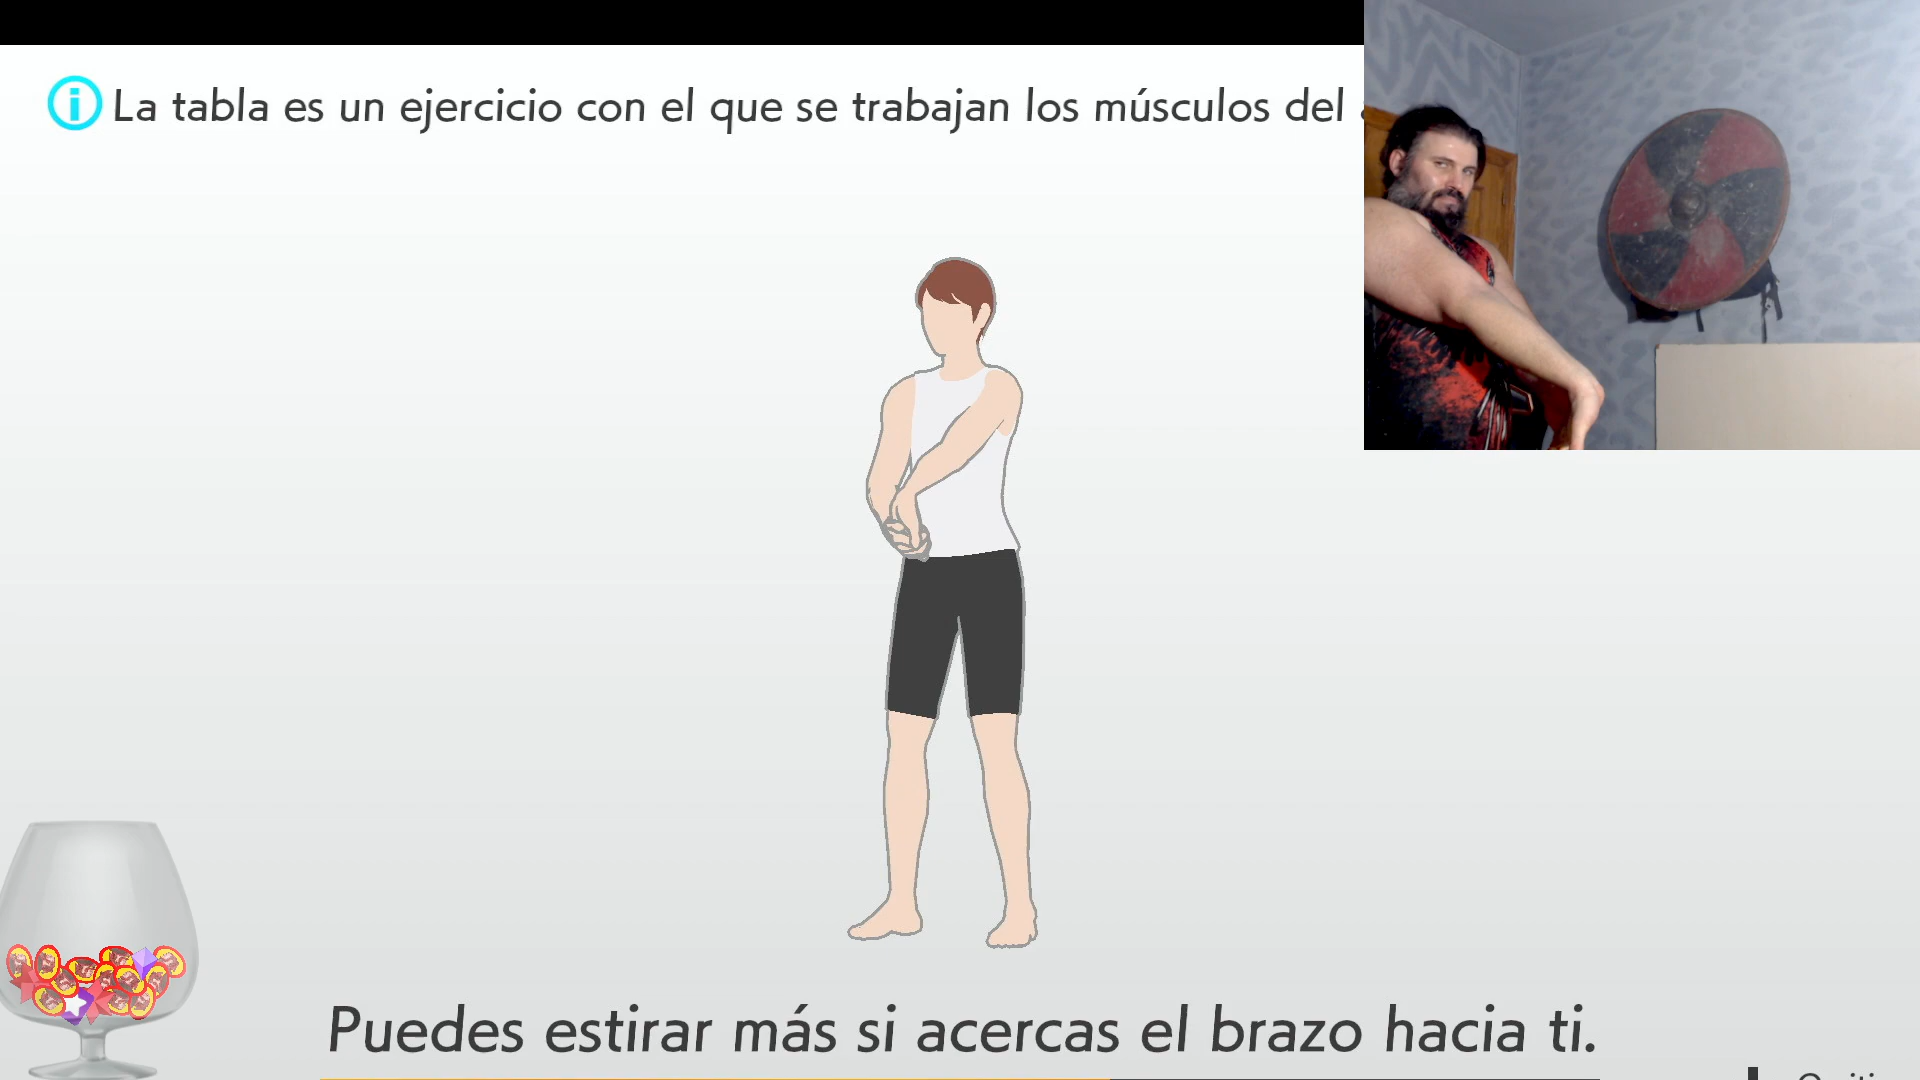 La tabla es un ejercicio con el que se trabajan los músculos del
Puedes estirar más si acercas el brazo hacia ti.